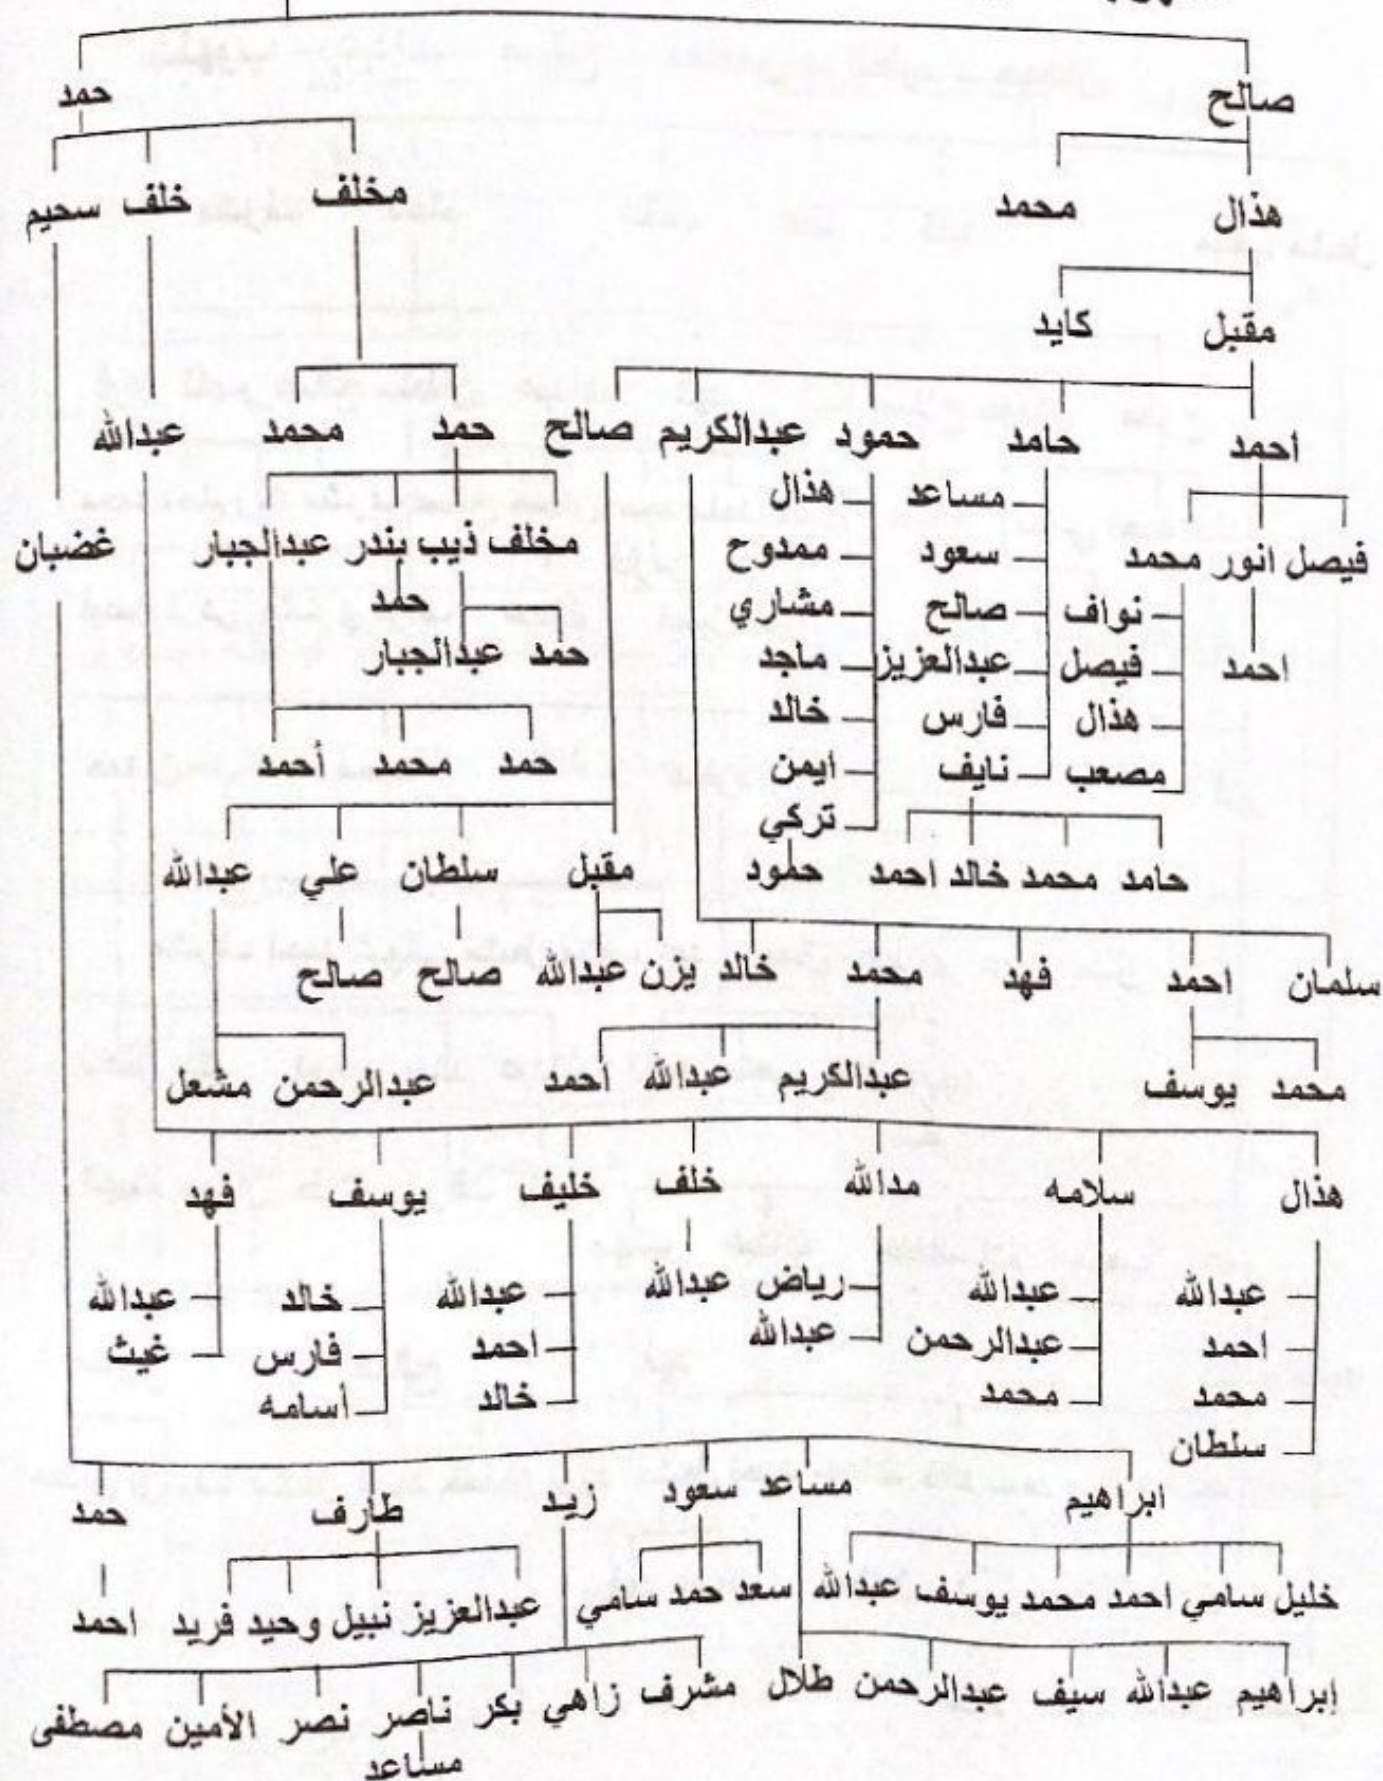 صالح حمد
هذال محمد مخلف خلف سحيم
مقبل كايد
احمد حامد حمود عبدالكريم صالح حمد محمد عبدالله
مساعد هذال
فيصل انور محمد سعود ممدوح مخلف ذيب بندر عبدالجبار غضبان
نواف صالح مشاري حمد
احمد فيصل عبدالعزيز ماجد حمد عبدالجبار
هذال فارس خالد
مصعب نايف ايمن حمد محمد أحمد
تركي
حامد محمد خالد احمد حمود مقبل سلطان علي عبدالله
سلمان احمد فهد محمد خالد يزن عبدالله صالح صالح
محمد يوسف عبدالكريم عبدالله أحمد عبدالرحمن مشعل
هذال سلامه مدالله خلف خليف يوسف فهد
عبدالله عبدالله رياض عبدالله عبدالله خالد عبدالله
احمد عبدالرحمن عبدالله احمد فارس غيث
محمد محمد خالد أسامه
سلطان
ابراهيم مساعد سعود زيد طارف حمد
خليل سامي احمد محمد يوسف عبدالله سعد حمد سامي عبدالعزيز نبيل وحيد فريد احمد
إبراهيم عبدالله سيف عبدالرحمن طلال مشرف زاهي بكر ناصر نصر الأمين مصطفى
مساعد